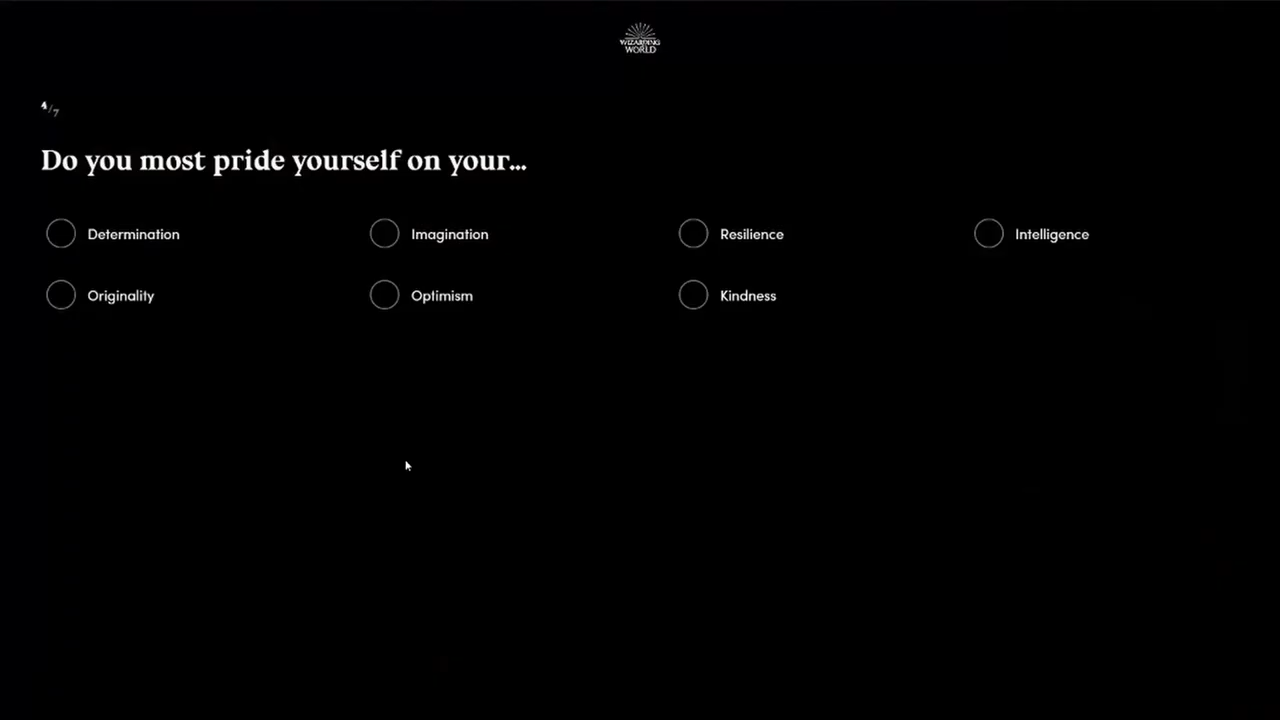 WIZARDING
WORLD
4/7
Do you most pride yourself on your...
Determination
Imagination
Resilience
Intelligence
Originality
Optimism
Kindness